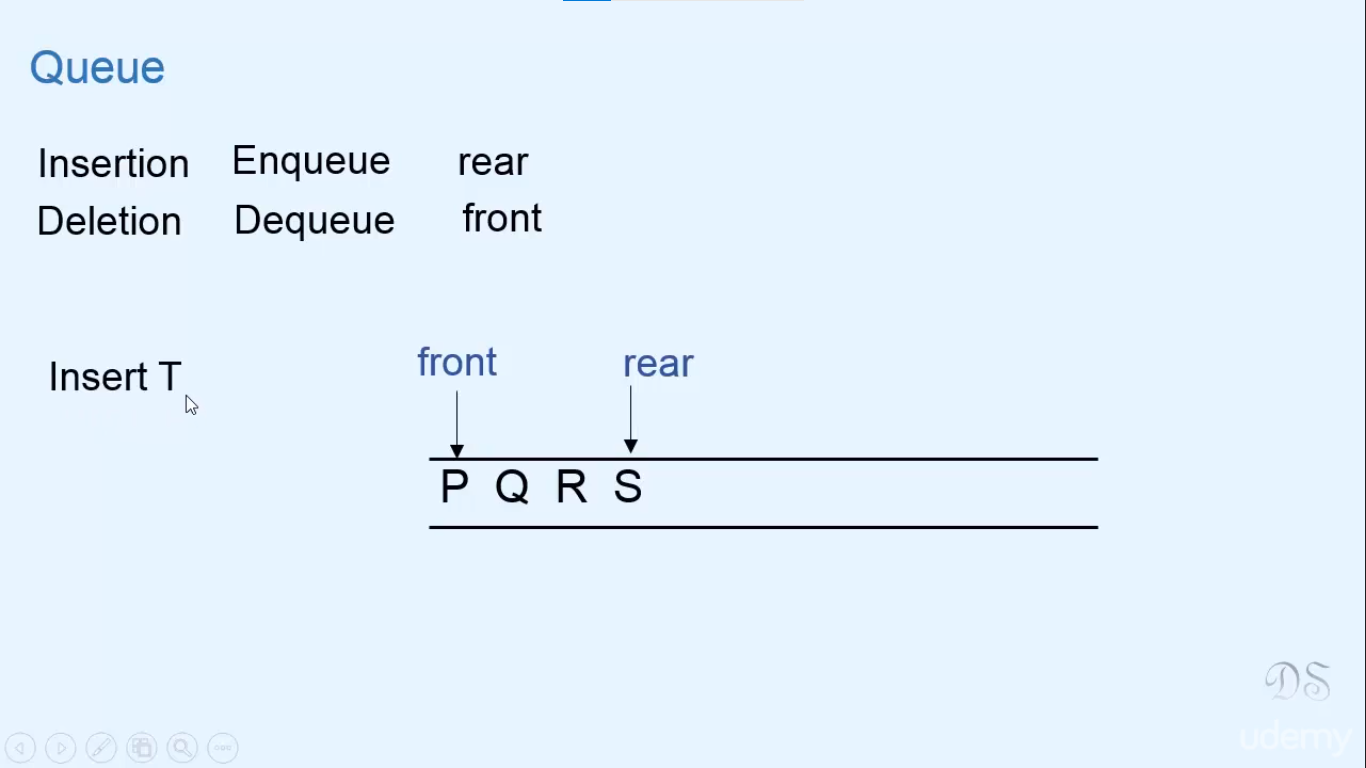 Queue
Insertion Enqueue rear
Deletion Dequeue front
Insert T
front rear
P Q R S
DS
udemy